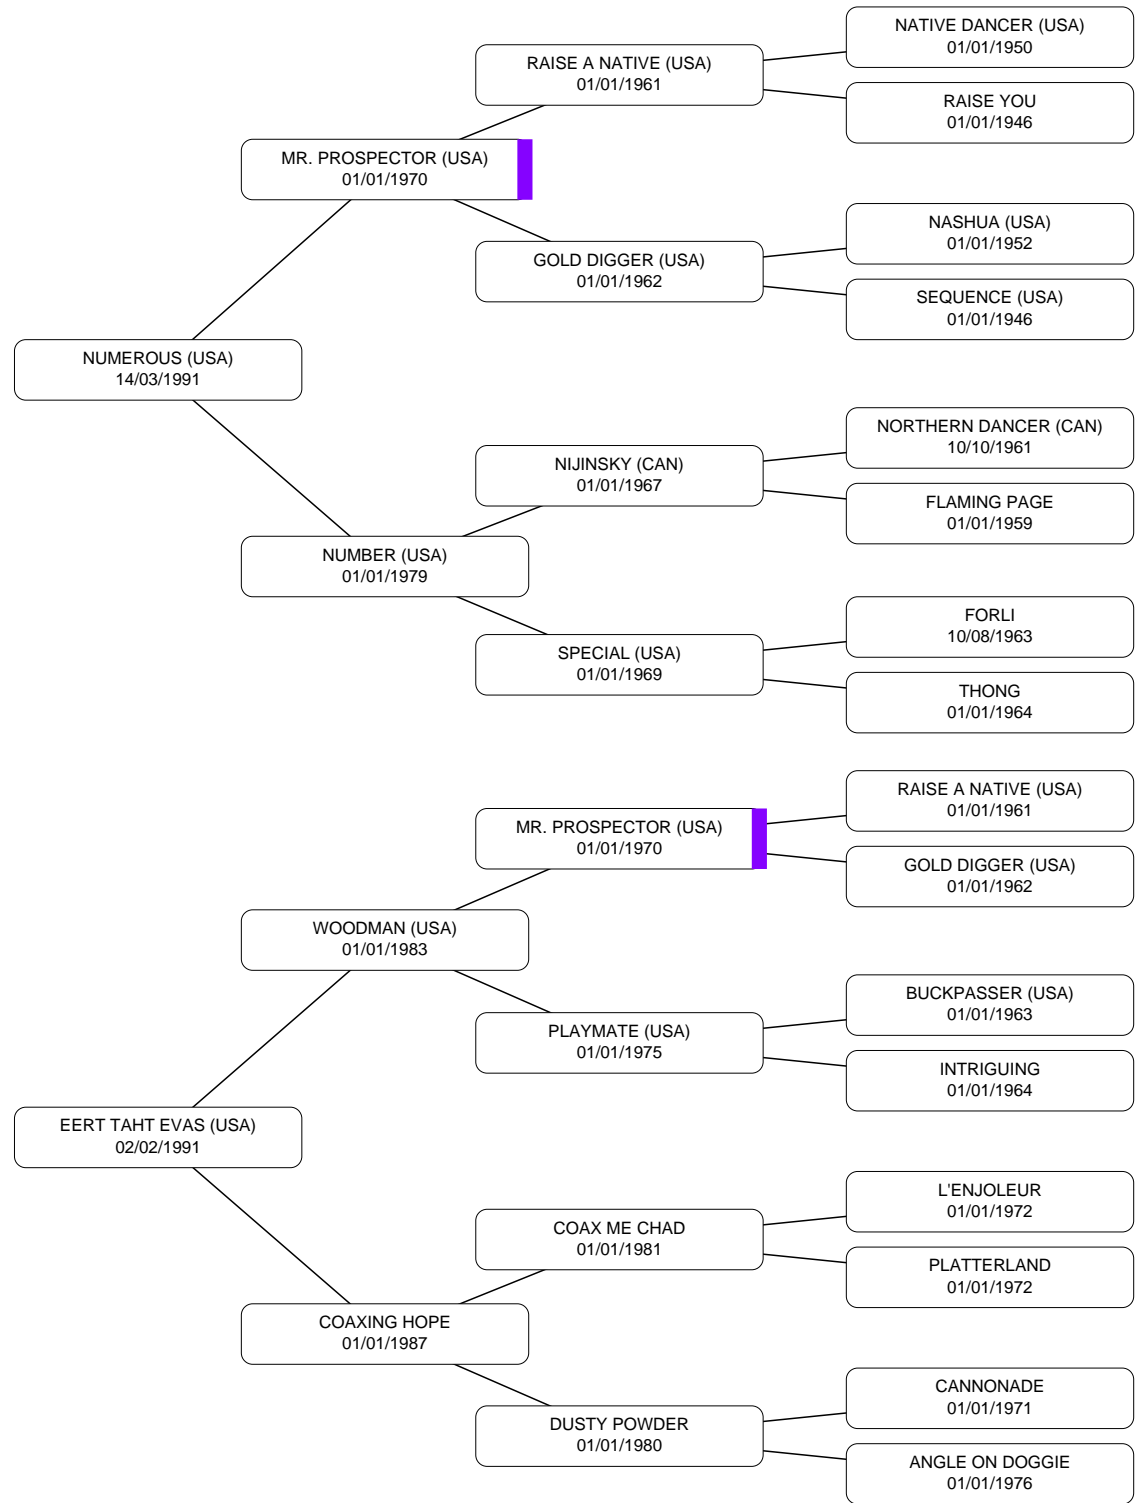 NATIVE DANCER (USA)
01/01/1950
RAISE A NATIVE (USA)
01/01/1961
RAISE YOU
01/01/1946
MR. PROSPECTOR (USA)
01/01/1970
NASHUA (USA)
01/01/1952
GOLD DIGGER (USA)
01/01/1962
SEQUENCE (USA)
01/01/1946
NUMEROUS (USA)
14/03/1991
NORTHERN DANCER (CAN)
10/10/1961
NIJINSKY (CAN)
01/01/1967
FLAMING PAGE
01/01/1959
NUMBER (USA)
01/01/1979
FORLI
10/08/1963
SPECIAL (USA)
01/01/1969
THONG
01/01/1964
RAISE A NATIVE (USA)
01/01/1961
MR. PROSPECTOR (USA)
01/01/1970
GOLD DIGGER (USA)
01/01/1962
WOODMAN (USA)
01/01/1983
BUCKPASSER (USA)
01/01/1963
PLAYMATE (USA)
01/01/1975
INTRIGUING
01/01/1964
EERT TAHT EVAS (USA)
02/02/1991
L'ENJOLEUR
01/01/1972
COAX ME CHAD
01/01/1981
PLATTERLAND
01/01/1972
COAXING HOPE
01/01/1987
CANNONADE
01/01/1971
DUSTY POWDER
01/01/1980
ANGLE ON DOGGIE
01/01/1976